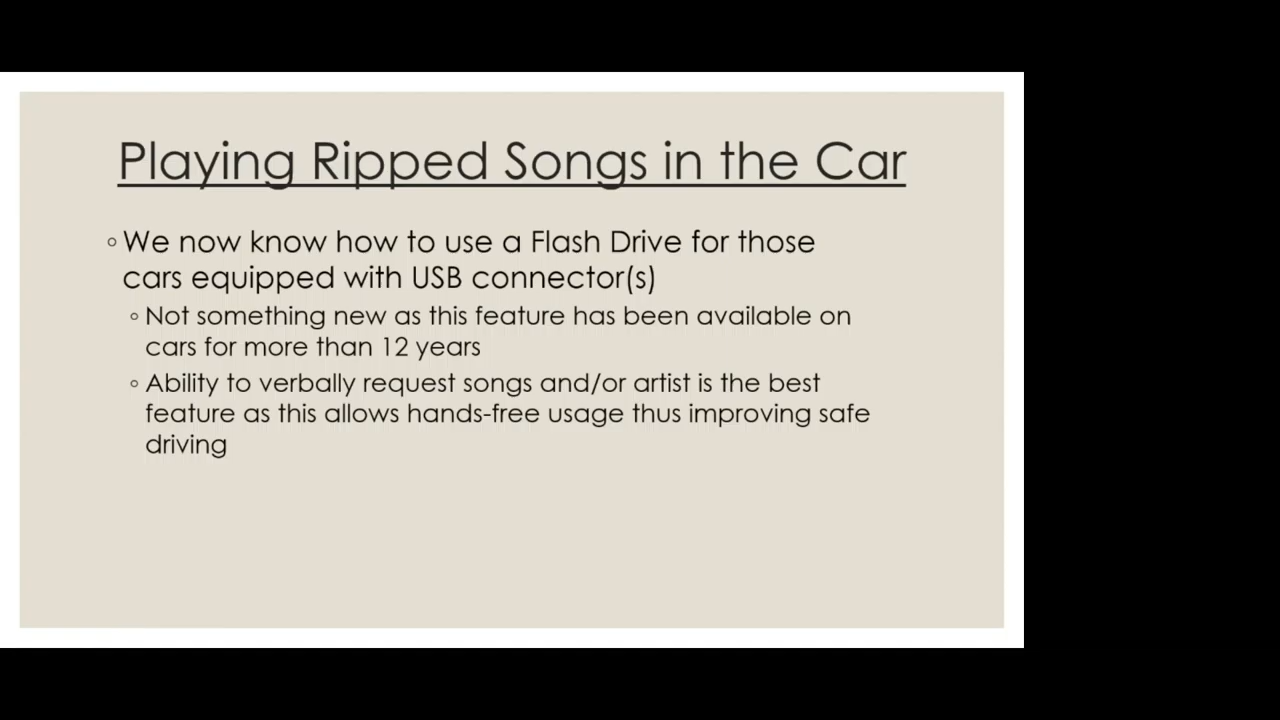 Playing Ripped Songs in the Car
◦ We now know how to use a Flash Drive for those
cars equipped with USB connector(s)
◦ Not something new as this feature has been available on
cars for more than 12 years
◦ Ability to verbally request songs and/or artist is the best
feature as this allows hands-free usage thus improving safe
driving